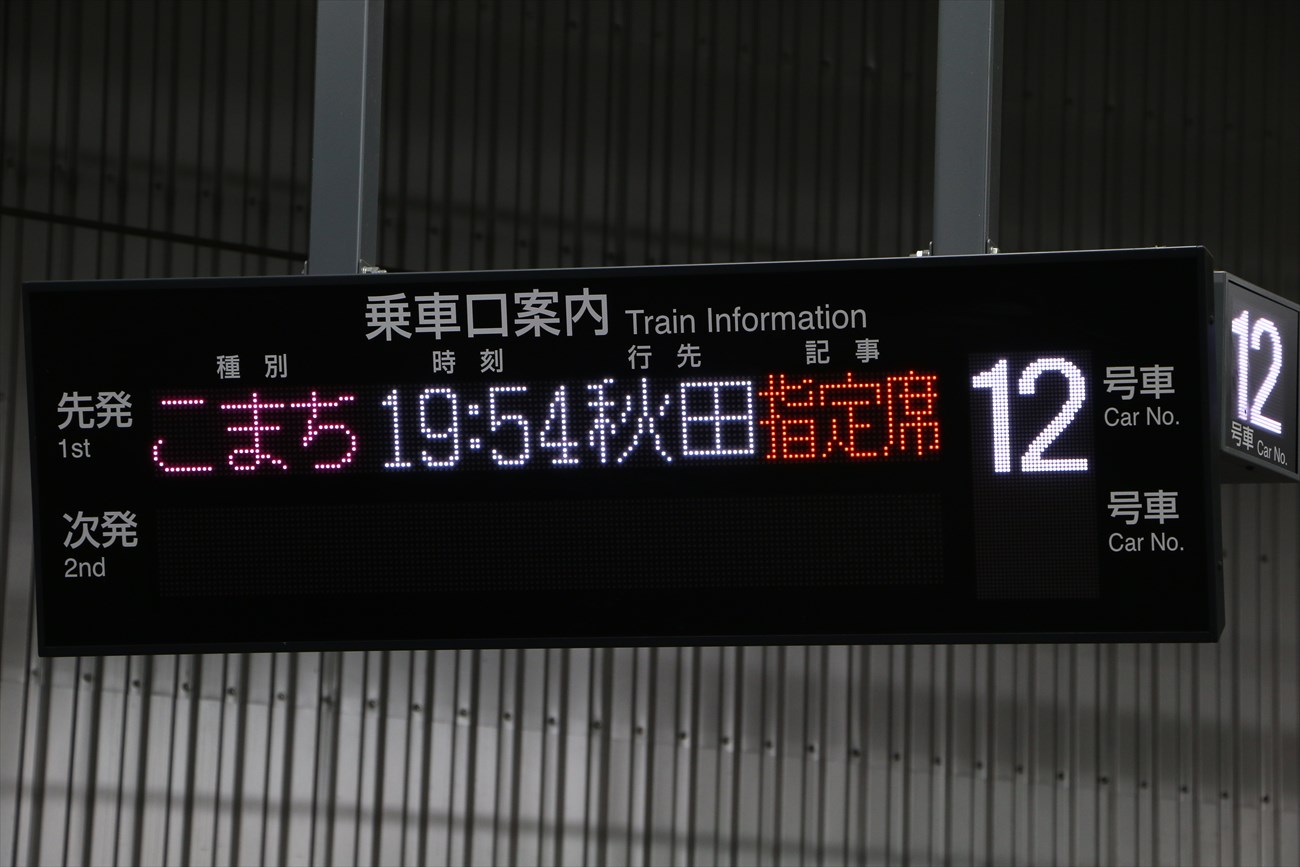 乗車口案内 Train Information
種別 時刻 行先 記事
先発 こまち 19:54 秋田 指定席 12 号車
1st Car No.
次発 号車
2nd Car No.
12
号車 Car No.